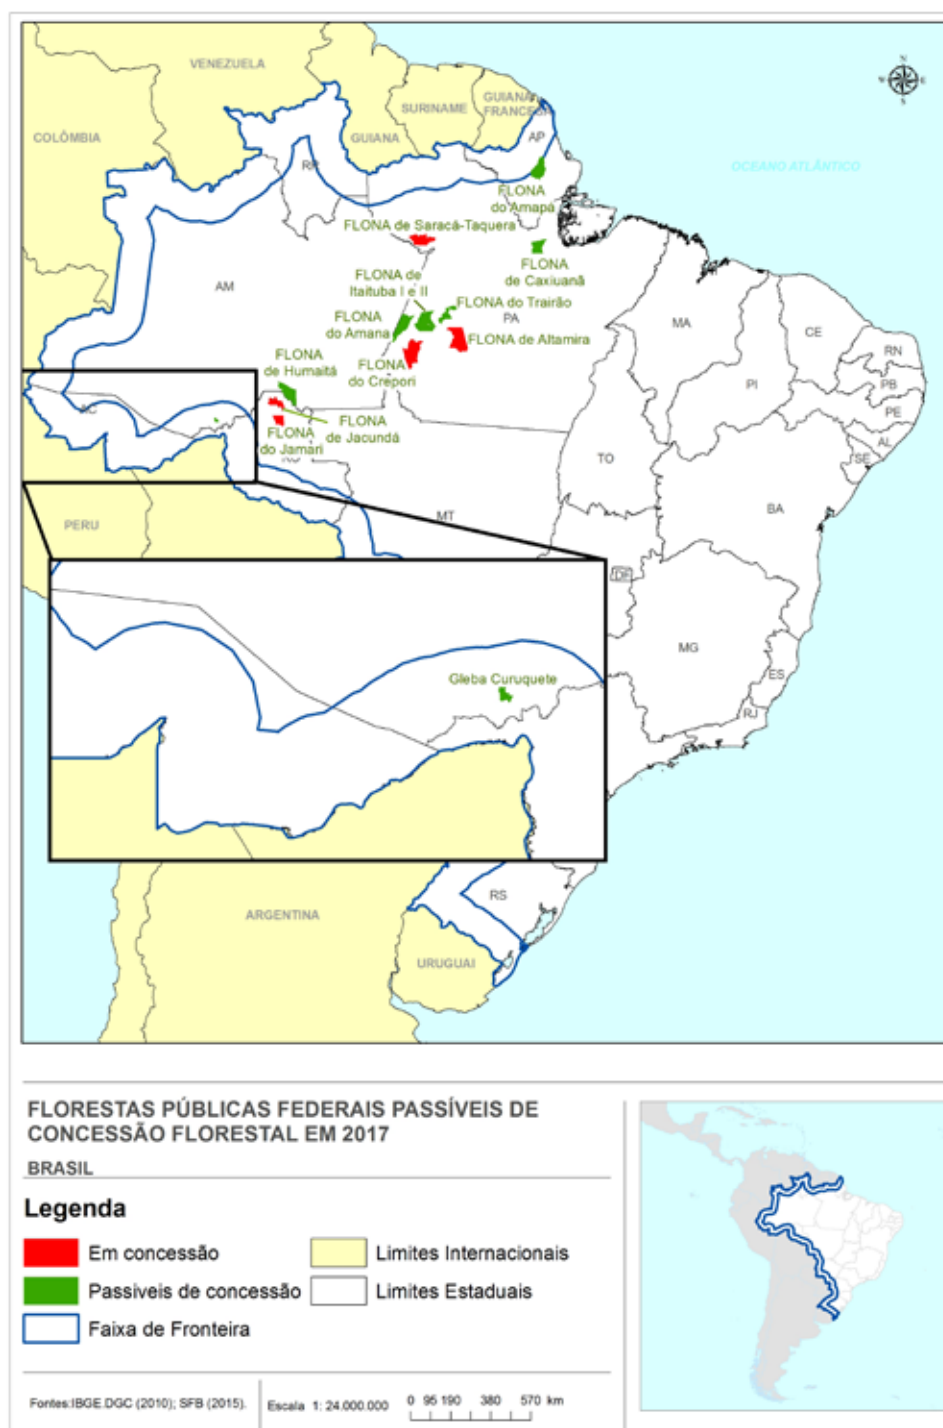 VENEZUELA
GUIANA
FRANCESA
SURINAME
COLÔMBIA
GUIANA
AP
RR
OCEANO ATLÂNTICO
N
W
E
S
FLONA
do Amapá
FLONA de Saracá-Taquera
FLONA
de Caxiuanã
FLONA de
Itaituba I e II
AM
FLONA do Trairão
PA
FLONA
do Amana
FLONA de Altamira
MA
CE
RN
FLONA
de Humaitá
FLONA
do Crepori
PI
PB
PE
AC
FLONA
de Jacundá
FLONA
do Jamari
AL
SE
TO
RO
BA
MT
PERU
DF
MG
ES
RJ
Gleba Curuquete
RS
ARGENTINA
URUGUAI
FLORESTAS PÚBLICAS FEDERAIS PASSÍVEIS DE
CONCESSÃO FLORESTAL EM 2017
BRASIL
Legenda
Em concessão
Limites Internacionais
Passiveis de concessão
Limites Estaduais
Faixa de Fronteira
Fontes:IBGE.DGC (2010); SFB (2015).
Escala 1: 24.000.000
0 95 190 380 570 km